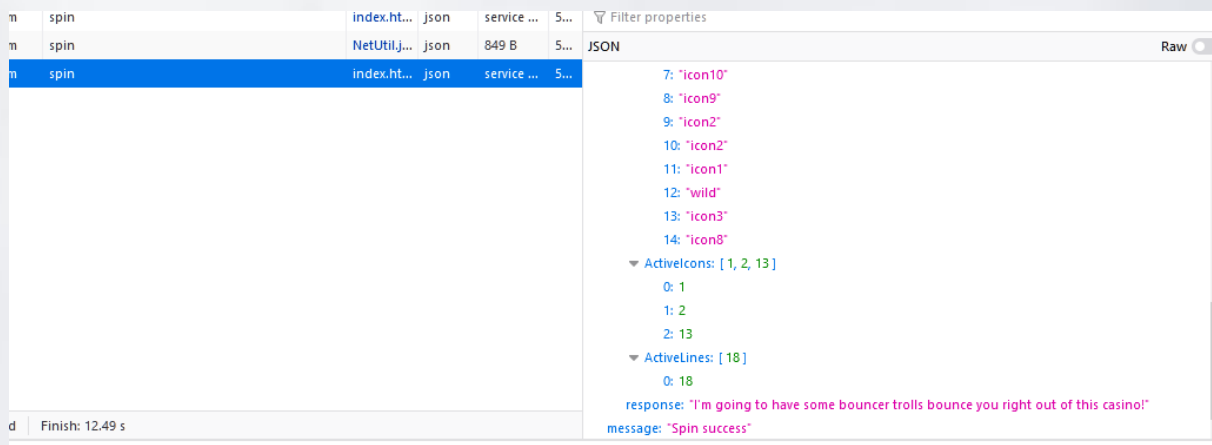 m spin index.ht... json service ... 5...
Filter properties
m spin NetUtil.j... json 849 B 5...
JSON Raw
m spin index.ht... json service ... 5...
7: "icon10"
8: "icon9"
9: "icon2"
10: "icon2"
11: "icon1"
12: "wild"
13: "icon3"
14: "icon8"
ActiveIcons: [ 1, 2, 13 ]
0: 1
1: 2
2: 13
ActiveLines: [ 18 ]
0: 18
response: "I'm going to have some bouncer trolls bounce you right out of this casino!"
d Finish: 12.49 s
message: "Spin success"